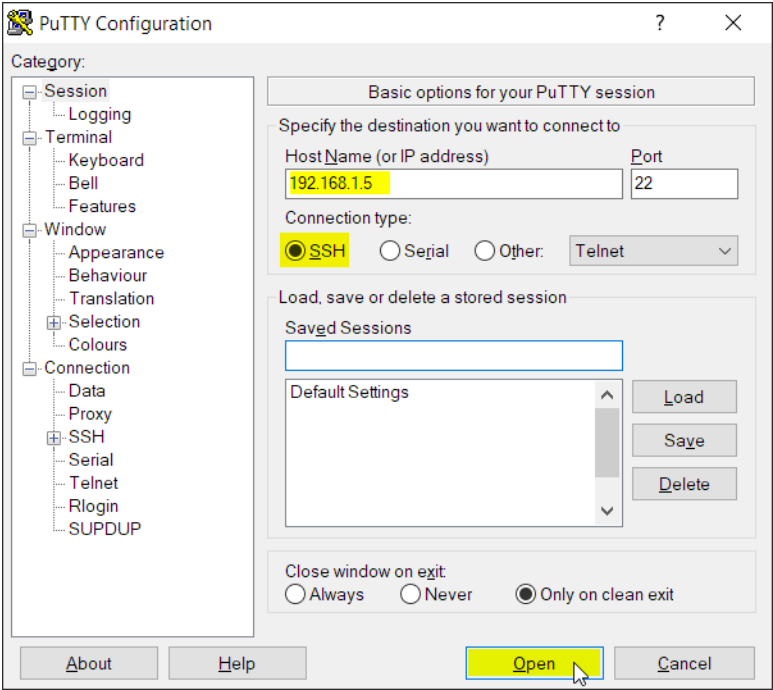 PuTTY Configuration ?
Category:
Session
Logging
Terminal
Keyboard
Bell
Features
Window
Appearance
Behaviour
Translation
Selection
Colours
Connection
Data
Proxy
SSH
Serial
Telnet
Rlogin
SUPDUP
Basic options for your PuTTY session
Specify the destination you want to connect to
Host Name (or IP address) Port
192.168.1.5 22
Connection type:
SSH Serial Other: Telnet
Load, save or delete a stored session
Saved Sessions
Default Settings
Load
Save
Delete
Close window on exit:
Always Never Only on clean exit
About Help Open Cancel